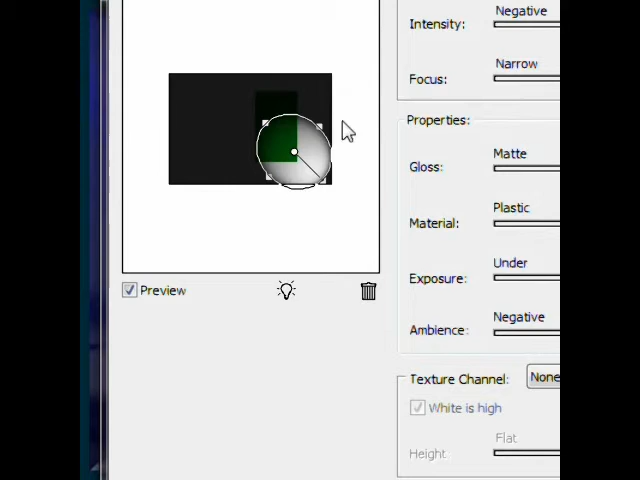 Negative
Intensity:
Narrow
Focus:
Properties:
Matte
Gloss:
Plastic
Material:
Under
Exposure:
Negative
Ambience:
Preview
Texture Channel: None
White is high
Flat
Height